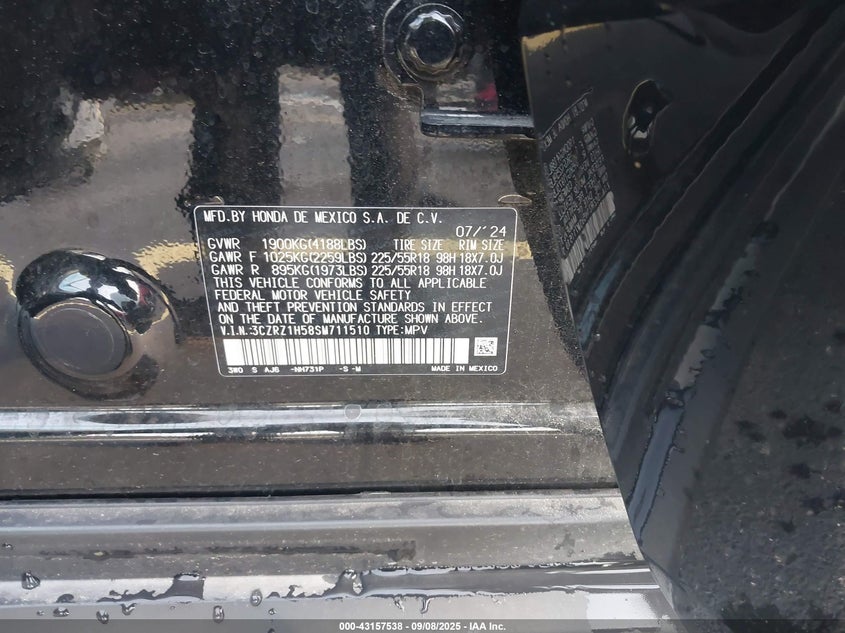 MFD.BY HONDA DE MEXICO S.A. DE C.V.
07/'24
GVWR 1900KG(4188LBS) TIRE SIZE RIM SIZE
GAWR F 1025KG(2259LBS) 225/55R18 98H 18X7.0J
GAWR R 895KG(1973LBS) 225/55R18 98H 18X7.0J
THIS VEHICLE CONFORMS TO ALL APPLICABLE
FEDERAL MOTOR VEHICLE SAFETY
AND THEFT PREVENTION STANDARDS IN EFFECT
ON THE DATE OF MANUFACTURE SHOWN ABOVE.
V.I.N.:3CZRZ1H58SM711510 TYPE:MPV
3W0 S AJ6 -NH731P -S -M MADE IN MEXICO
000-43157538 - 09/08/2025 - IAA Inc.